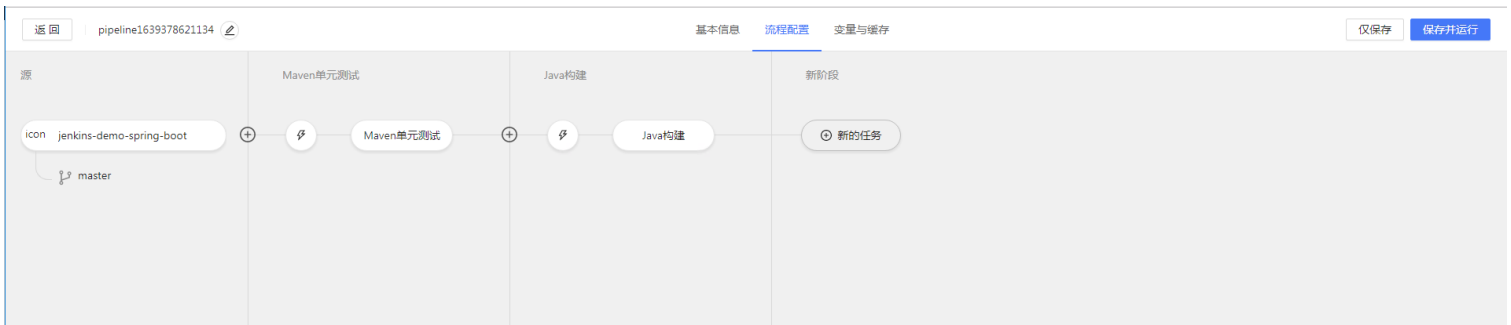 返 回 pipeline1639378621134 基本信息 流程配置 变量与缓存 仅保存 保存并运行
源 Maven单元测试 Java构建 新阶段
icon jenkins-demo-spring-boot Maven单元测试 Java构建 新的任务
master